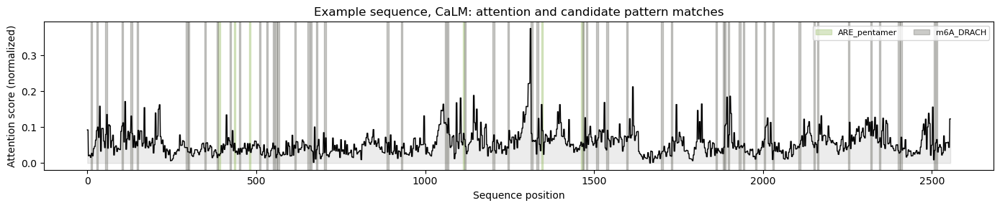 Example sequence, CaLM: attention and candidate pattern matches
Attention score (normalized)
0.3
0.2
0.1
0.0
ARE_pentamer
m6A_DRACH
0
500
1000
1500
2000
2500
Sequence position